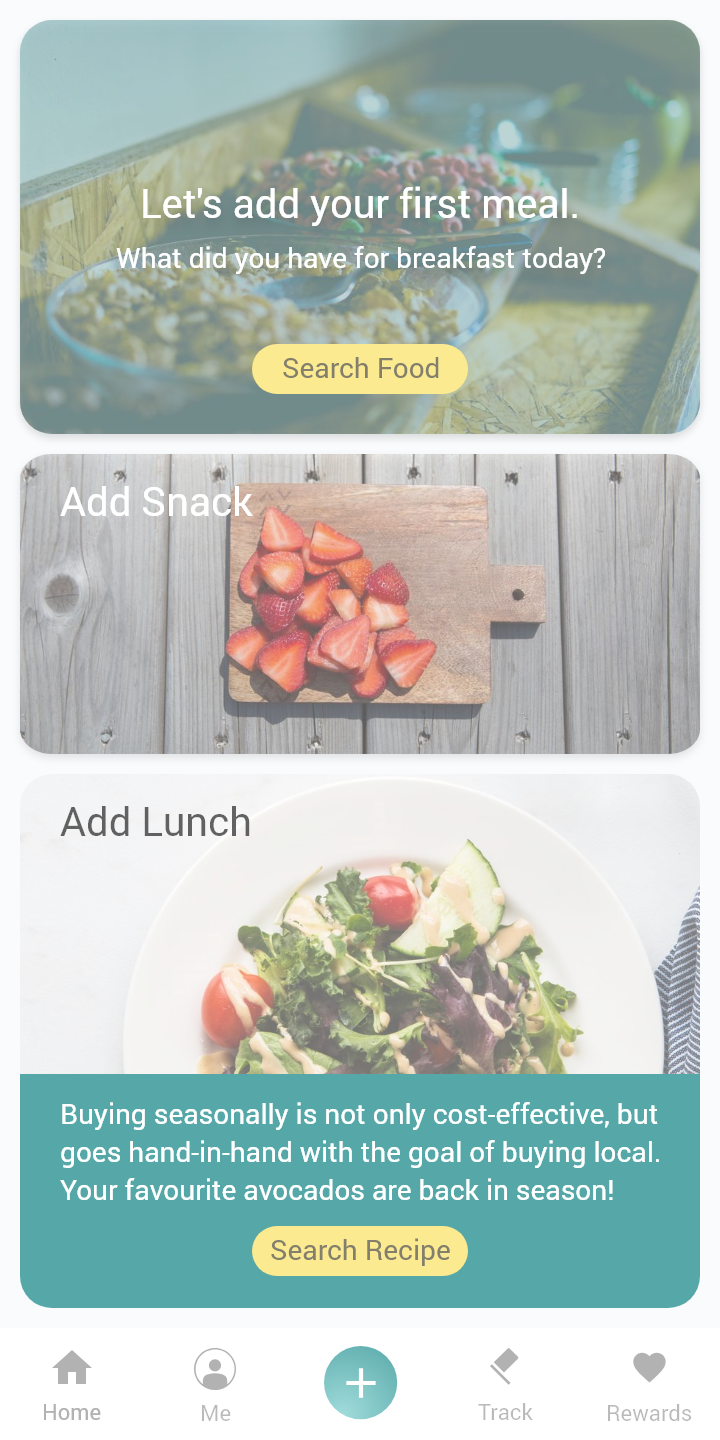 Let's add your first meal.
What did you have for breakfast today?
Search Food
Add Snack
Add Lunch
Buying seasonally is not only cost-effective, but
goes hand-in-hand with the goal of buying local.
Your favourite avocados are back in season!
Search Recipe
Home
Me
Track
Rewards